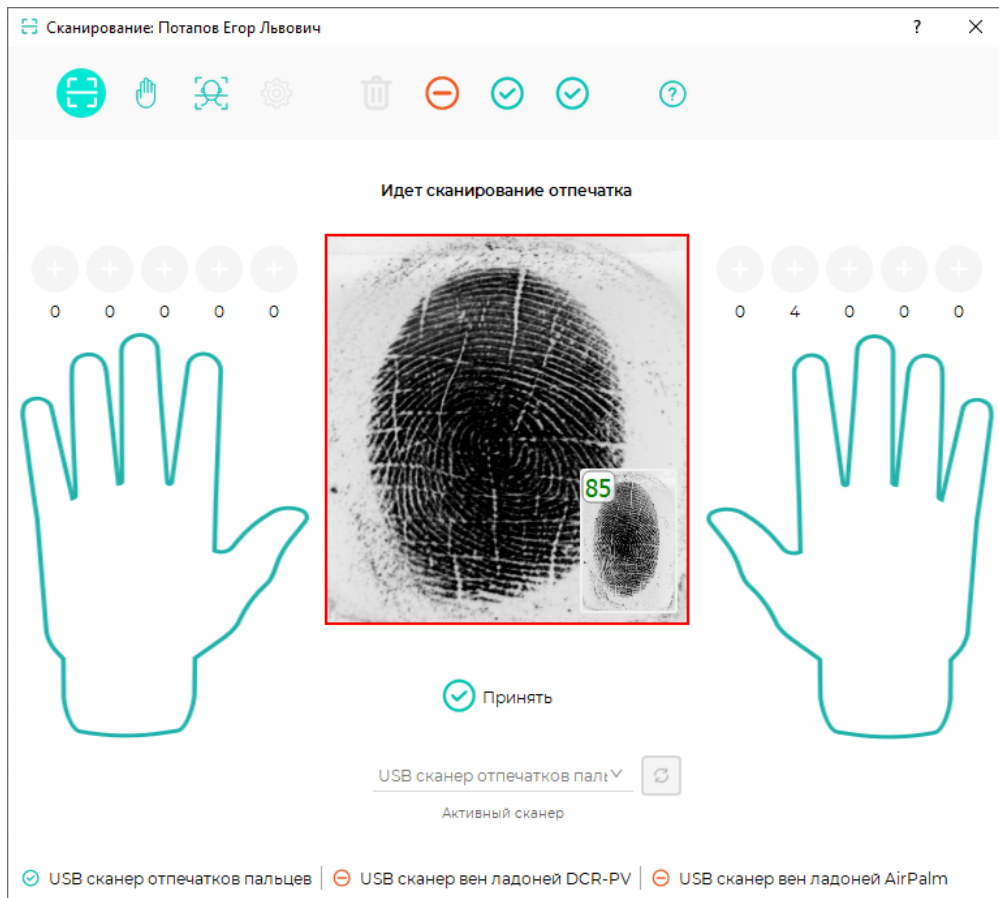 Сканирование: Потапов Егор Львович ?
?
Идет сканирование отпечатка
0 0 0 0 0 0 4 0 0 0
85
Принять
USB сканер отпечатков паль
Активный сканер
USB сканер отпечатков пальцев USB сканер вен ладоней DCR-PV USB сканер вен ладоней AirPalm